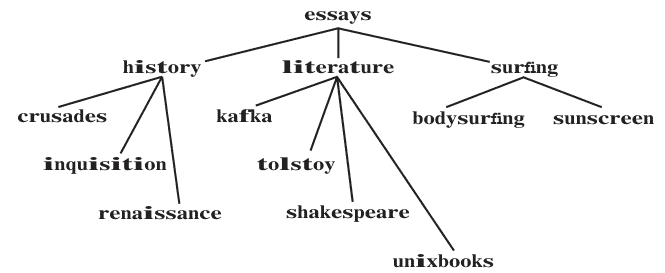 essays
history literature surfing
crusades kafka bodysurfing sunscreen
inquisition tolstoy
renaissance shakespeare
unixbooks